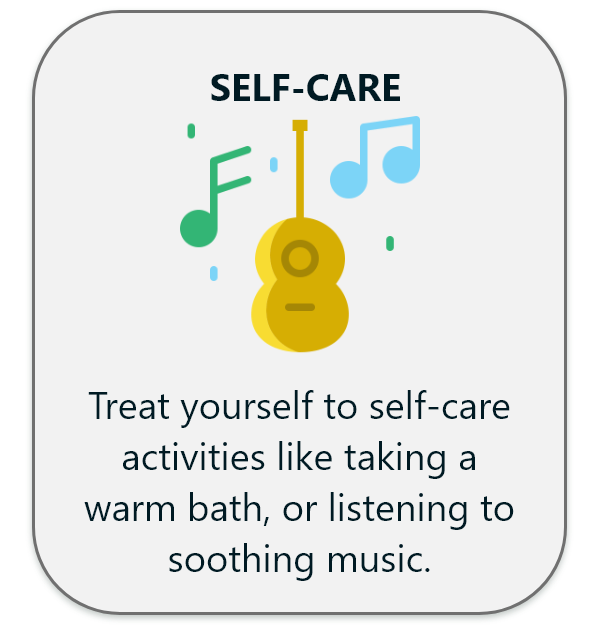 SELF-CARE
Treat yourself to self-care
activities like taking a
warm bath, or listening to
soothing music.